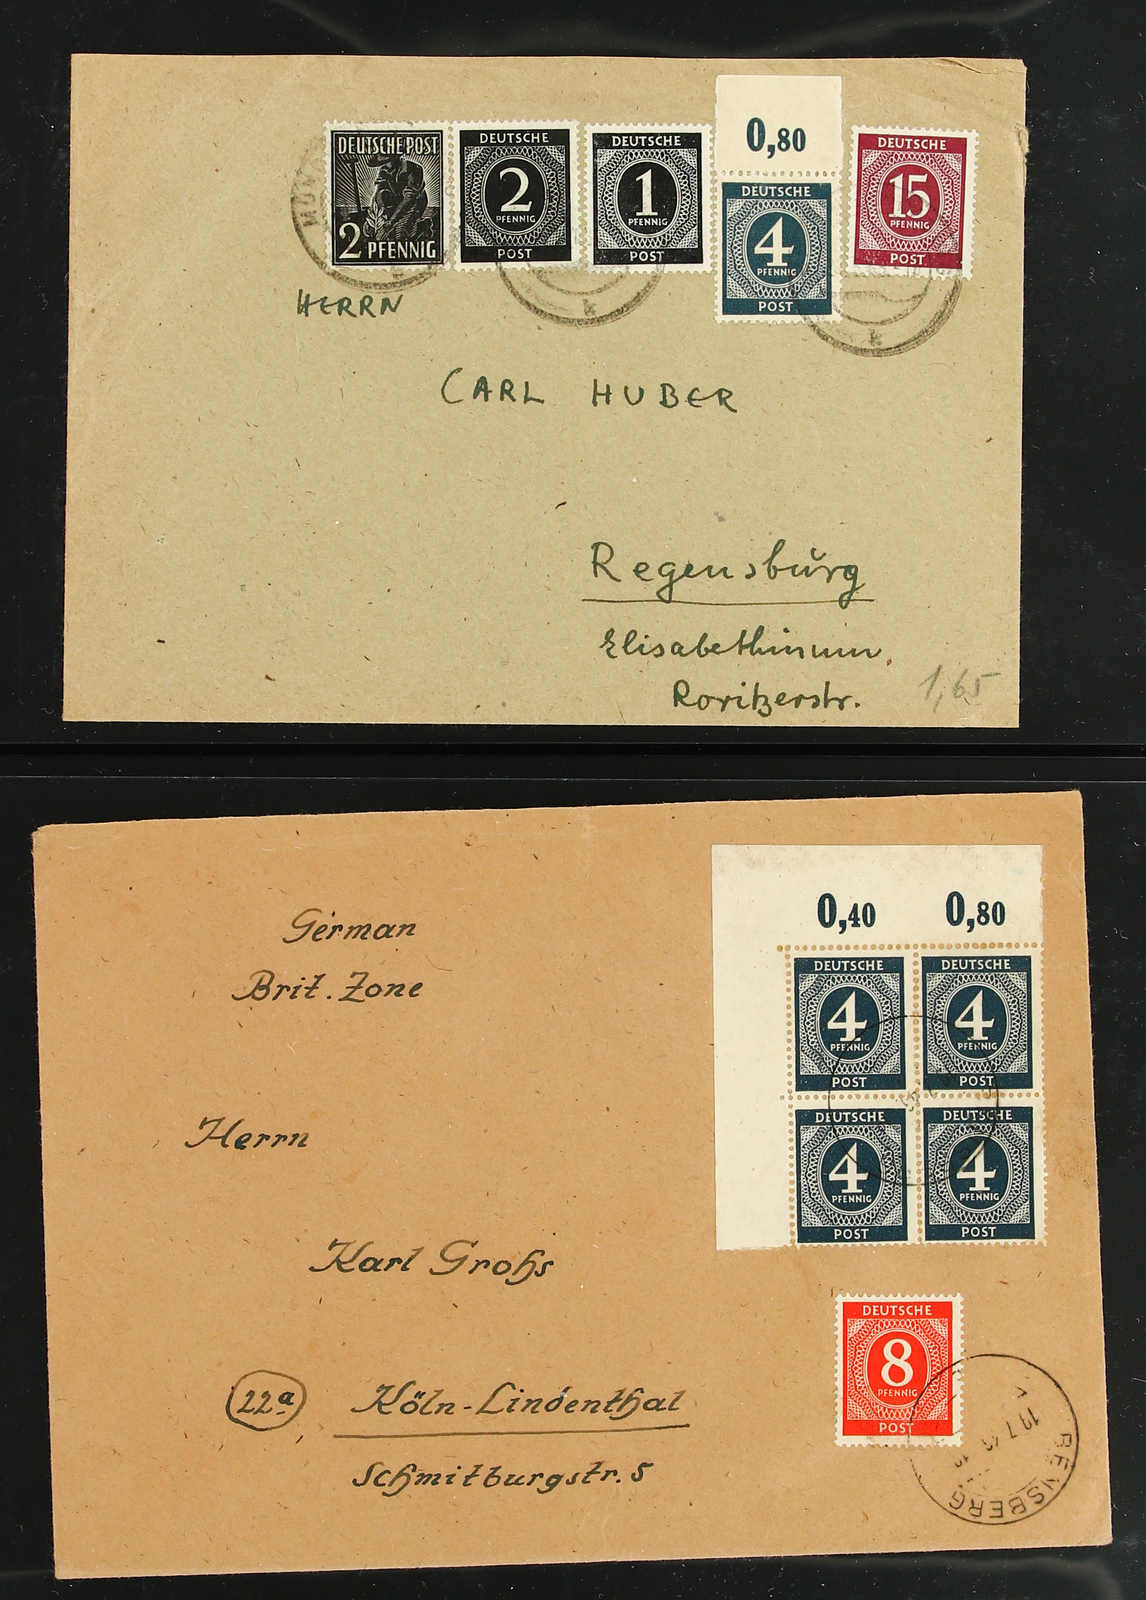 0,80
DEUTSCHE POST
2 PFENNIG
DEUTSCHE
2
PFENNIG
POST
DEUTSCHE
1
PFENNIG
POST
DEUTSCHE
4
PFENNIG
POST
DEUTSCHE
15
PFENNIG
POST
k
k
HERRN
CARL HUBER
Regensburg
Elisabethinum
Roritzerstr.
1,65
0,40 0,80
German
Brit. Zone
DEUTSCHE
4
PFENNIG
POST
DEUTSCHE
4
PFENNIG
POST
DEUTSCHE
4
PFENNIG
POST
DEUTSCHE
4
PFENNIG
POST
Herrn
Karl Grohs
DEUTSCHE
8
PFENNIG
POST
22a Köln-Lindenthal
Schmitburgstr. 5
BENSBERG